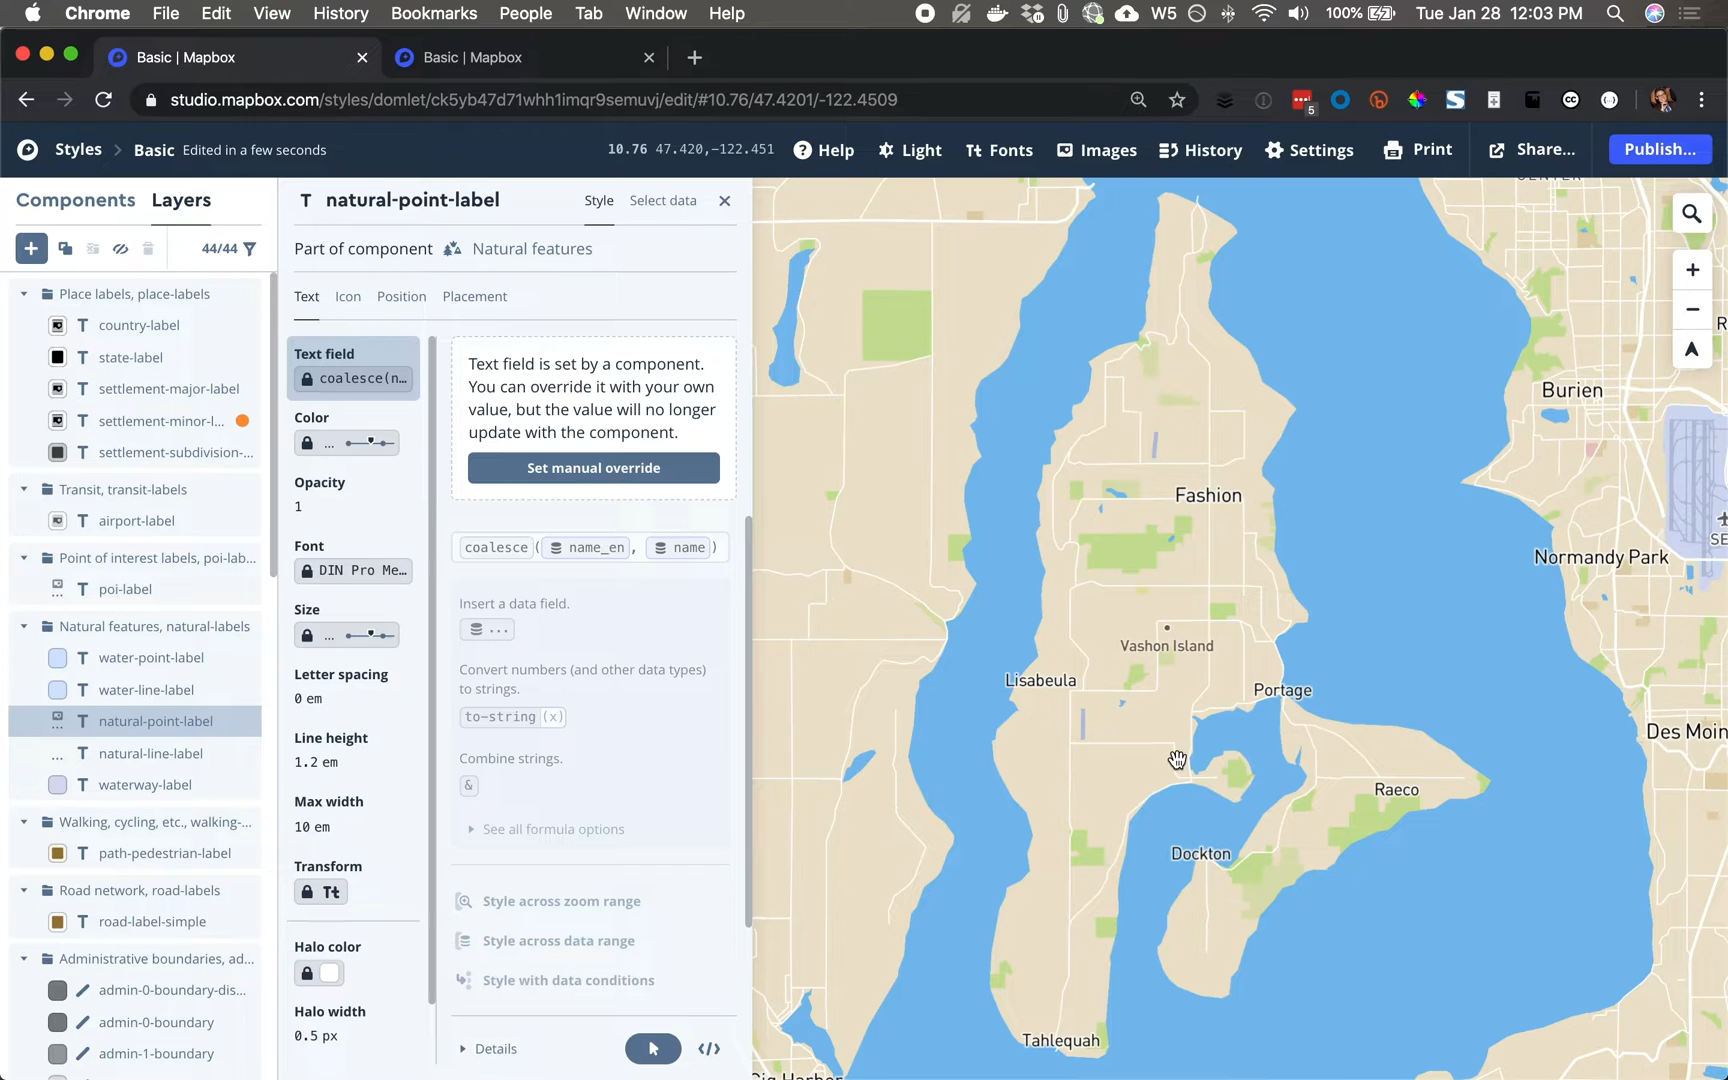 Chrome File Edit View History Bookmarks People Tab Window Help
W5 100% Tue Jan 28 12:03 PM
Basic | Mapbox
Basic | Mapbox
studio.mapbox.com/styles/domlet/ck5yb47d71whh1imqr9semuvj/edit/#10.76/47.4201/-122.4509
5
Styles > Basic Edited in a few seconds
10.76 47.420,-122.451
Help Light Fonts Images History Settings Print Share... Publish...
Components Layers
44/44
Place labels, place-labels
T country-label
T state-label
T settlement-major-label
T settlement-minor-l...
T settlement-subdivision-...
Transit, transit-labels
T airport-label
Point of interest labels, poi-lab...
T poi-label
Natural features, natural-labels
T water-point-label
T water-line-label
T natural-point-label
T natural-line-label
T waterway-label
Walking, cycling, etc., walking-...
T path-pedestrian-label
Road network, road-labels
T road-label-simple
Administrative boundaries, ad...
admin-0-boundary-dis...
admin-0-boundary
admin-1-boundary
T natural-point-label
Style Select data
Part of component Natural features
Text Icon Position Placement
Text field
coalesce(n...
Color
...
Opacity
1
Font
DIN Pro Me...
Size
...
Letter spacing
0 em
Line height
1.2 em
Max width
10 em
Transform
Tt
Halo color
Halo width
0.5 px
Text field is set by a component.
You can override it with your own
value, but the value will no longer
update with the component.
Set manual override
coalesce ( name_en , name )
Insert a data field.
...
Convert numbers (and other data types)
to strings.
to-string (x)
Combine strings.
&
See all formula options
Style across zoom range
Style across data range
Style with data conditions
Details
</>
Burien
Fashion
Normandy Park
Vashon Island
Lisabeula
Portage
Des Moin
Raeco
Dockton
Tahlequah
Gig Harbor
R
SE